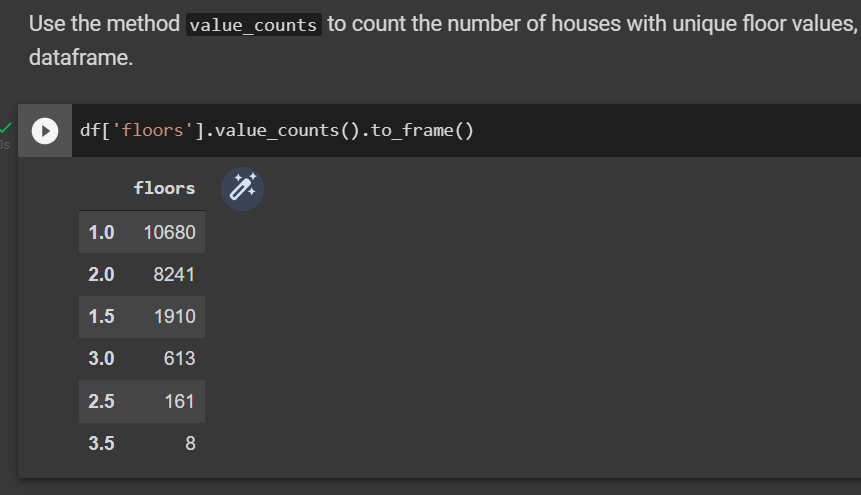 Use the method value_counts to count the number of houses with unique floor values,
dataframe.
df['floors'].value_counts().to_frame()
0s
floors
1.0 10680
2.0 8241
1.5 1910
3.0 613
2.5 161
3.5 8